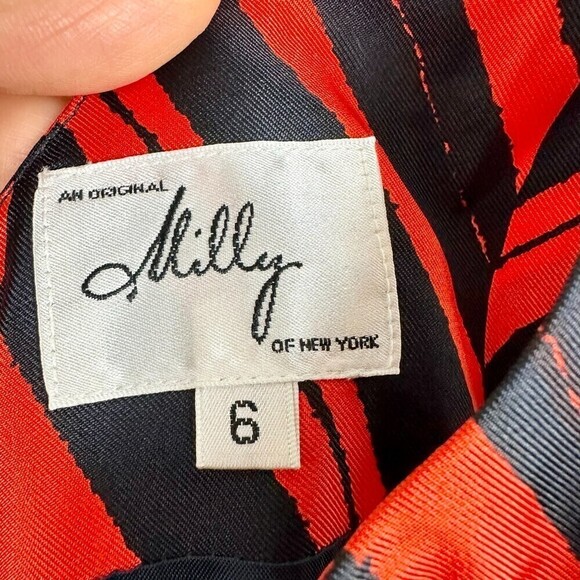 AN ORIGINAL
Milly
OF NEW YORK
6